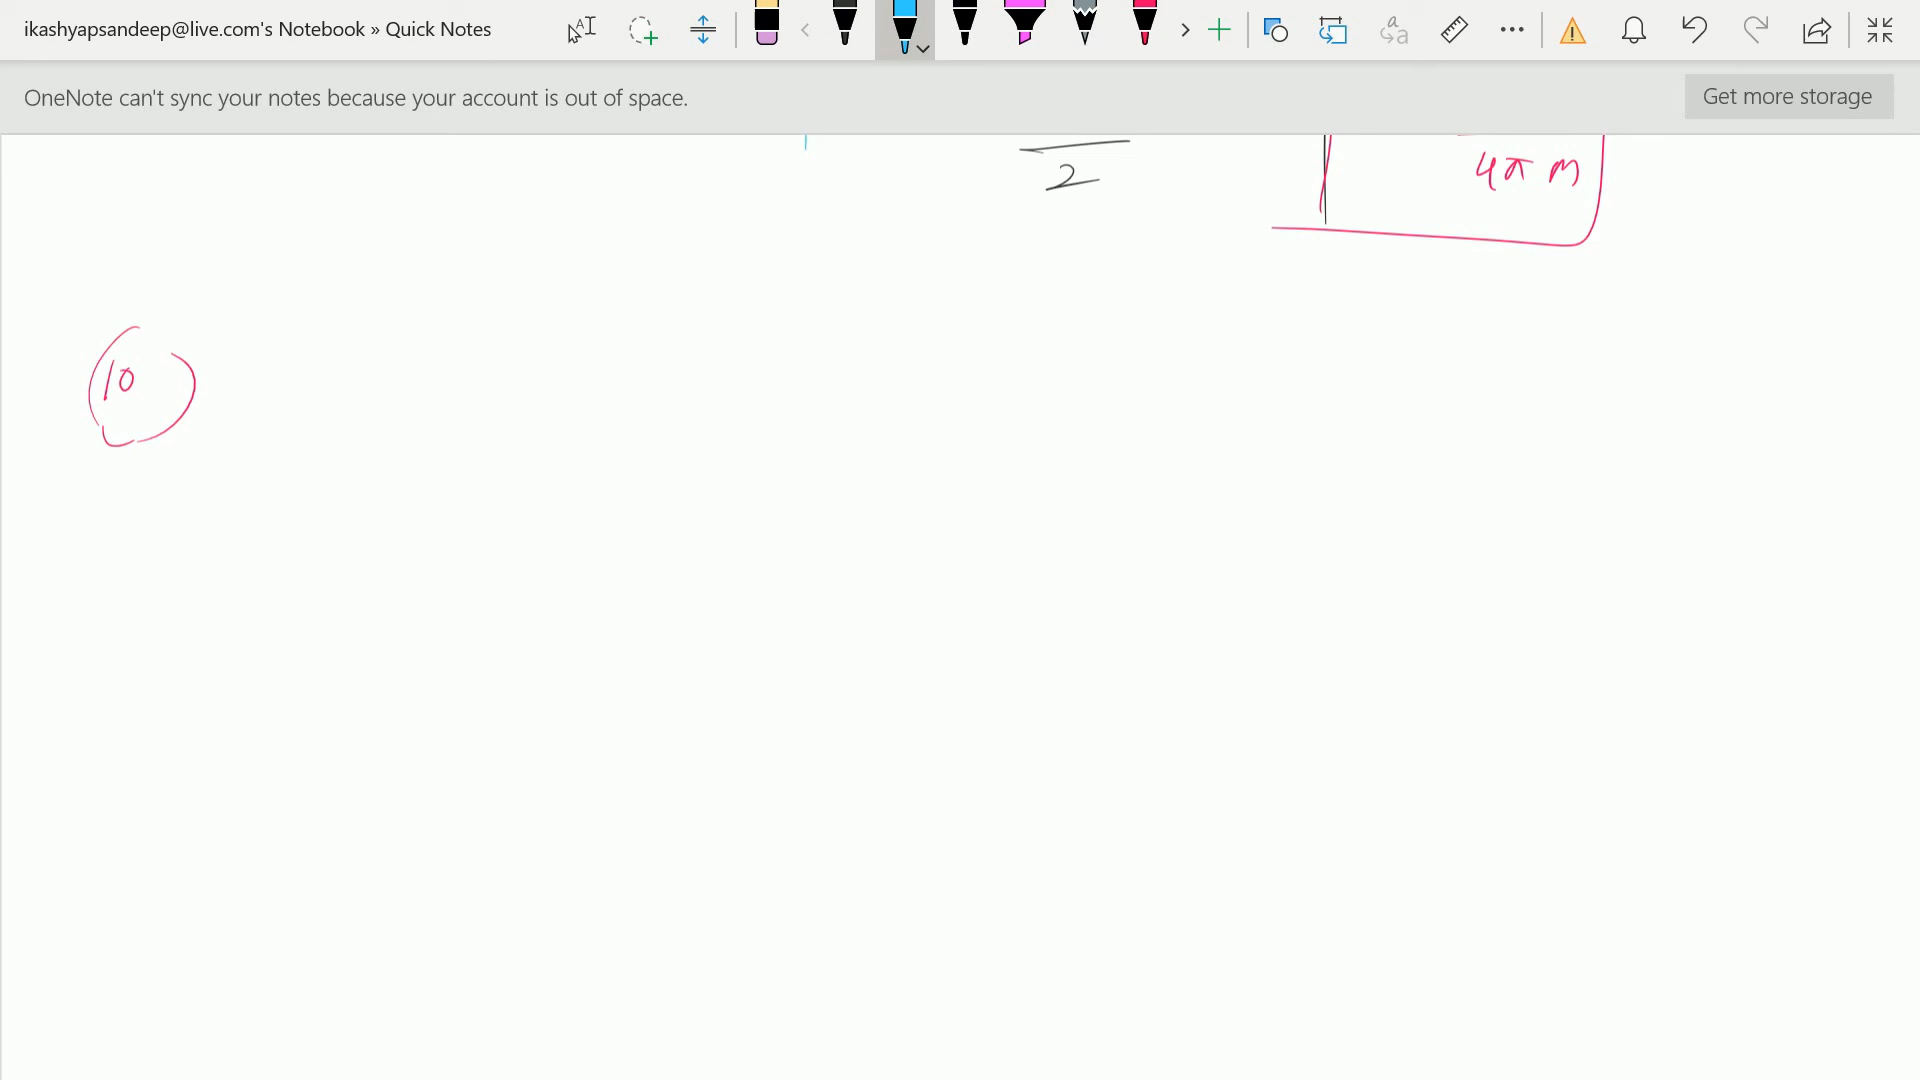 ikashyapsandeep@live.com's Notebook » Quick Notes
OneNote can't sync your notes because your account is out of space.
Get more storage
2
4π m
10